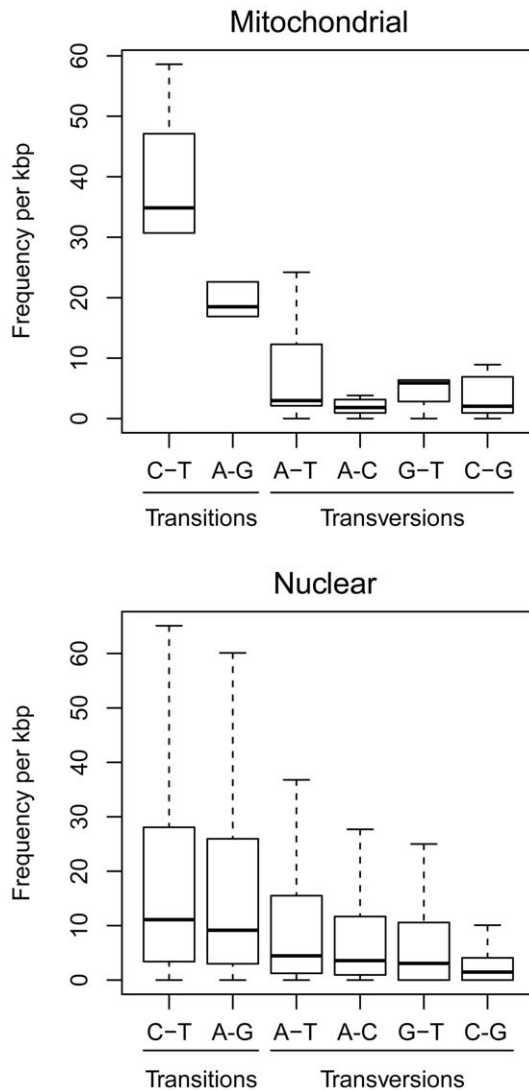 Mitochondrial
Frequency per kbp
60
50
40
30
20
10
0
C−T A-G A−T A-C G−T C−G
Transitions Transversions
Nuclear
Frequency per kbp
60
50
40
30
20
10
0
C−T A-G A−T A-C G−T C-G
Transitions Transversions